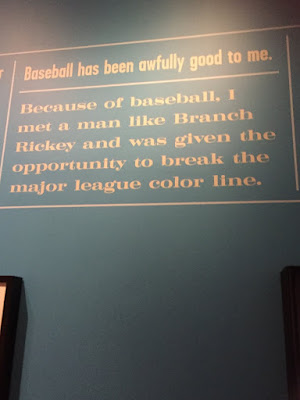 Baseball has been awfully good to me.
Because of baseball, I
met a man like Branch
Rickey and was given the
opportunity to break the
major league color line.